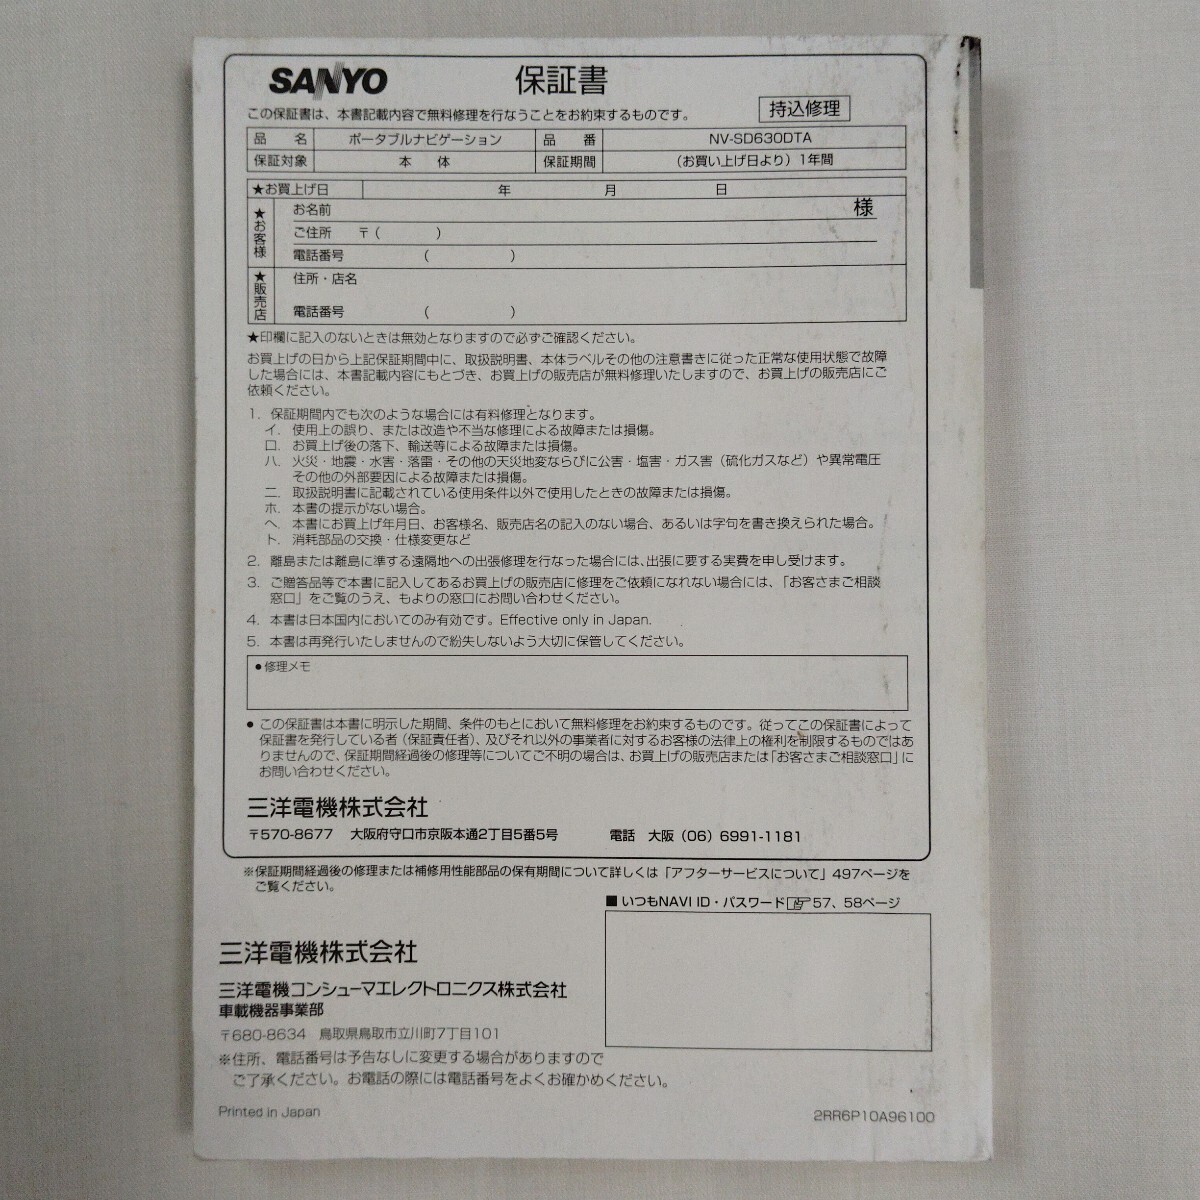 SANYO 保証書
この保証書は、本書記載内容で無料修理を行なうことをお約束するものです。 持込修理
品名 ポータブルナビゲーション 品番 NV-SD630DTA
保証対象 本体 保証期間 (お買い上げ日より) 1年間
★お買上げ日 年 月 日
★お客様 お名前 様
ご住所 〒( )
電話番号 ( )
★販売店 住所・店名
電話番号 ( )
★印欄に記入のないときは無効となりますので必ずご確認ください。
お買上げの日から上記保証期間中に、取扱説明書、本体ラベルその他の注意書きに従った正常な使用状態で故障
した場合には、本書記載内容にもとづき、お買上げの販売店が無料修理いたしますので、お買上げの販売店にご
依頼ください。
1. 保証期間内でも次のような場合には有料修理となります。
イ. 使用上の誤り、または改造や不当な修理による故障または損傷。
ロ. お買上げ後の落下、輸送等による故障または損傷。
ハ. 火災・地震・水害・落雷・その他の天災地変ならびに公害・塩害・ガス害(硫化ガスなど)や異常電圧
その他の外部要因による故障または損傷。
ニ. 取扱説明書に記載されている使用条件以外で使用したときの故障または損傷。
ホ. 本書の提示がない場合。
ヘ. 本書にお買上げ年月日、お客様名、販売店名の記入のない場合、あるいは字句を書き換えられた場合。
ト. 消耗部品の交換・仕様変更など
2. 離島または離島に準する遠隔地への出張修理を行なった場合には、出張に要する実費を申し受けます。
3. ご贈答品等で本書に記入してあるお買上げの販売店に修理をご依頼になれない場合には、「お客さまご相談
窓口」をご覧のうえ、もよりの窓口にお問い合わせください。
4. 本書は日本国内においてのみ有効です。Effective only in Japan.
5. 本書は再発行いたしませんので紛失しないよう大切に保管してください。
●修理メモ
● この保証書は本書に明示した期間、条件のもとにおいて無料修理をお約束するものです。従ってこの保証書によって
保証書を発行している者(保証責任者)、及びそれ以外の事業者に対するお客様の法律上の権利を制限するものではあ
りませんので、保証期間経過後の修理等についてご不明の場合は、お買上げの販売店または「お客さまご相談窓口」に
お問い合わせください。
三洋電機株式会社
〒570-8677 大阪府守口市京阪本通2丁目5番5号 電話 大阪 (06) 6991-1181
※保証期間経過後の修理または補修用性能部品の保有期間について詳しくは「アフターサービスについて」497ページを
ご覧ください。
■いつもNAVI ID・パスワード☞57、58ページ
三洋電機株式会社
三洋電機コンシューマエレクトロニクス株式会社
車載機器事業部
〒680-8634 鳥取県鳥取市立川町7丁目101
※住所、電話番号は予告なしに変更する場合がありますので
ご了承ください。お電話の際には電話番号をよくお確かめください。
Printed in Japan 2RR6P10A96100